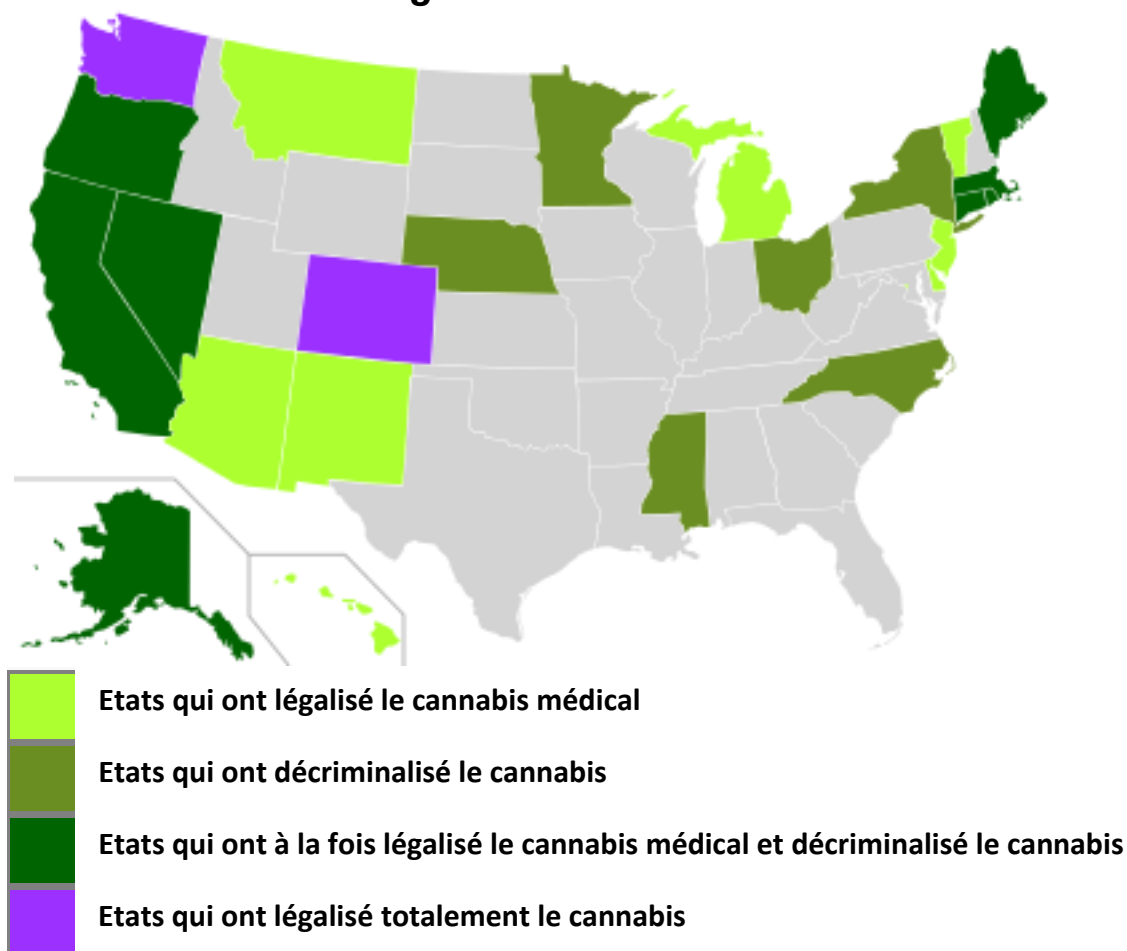 Etats qui ont légalisé le cannabis médical
Etats qui ont décriminalisé le cannabis
Etats qui ont à la fois légalisé le cannabis médical et décriminalisé le cannabis
Etats qui ont légalisé totalement le cannabis